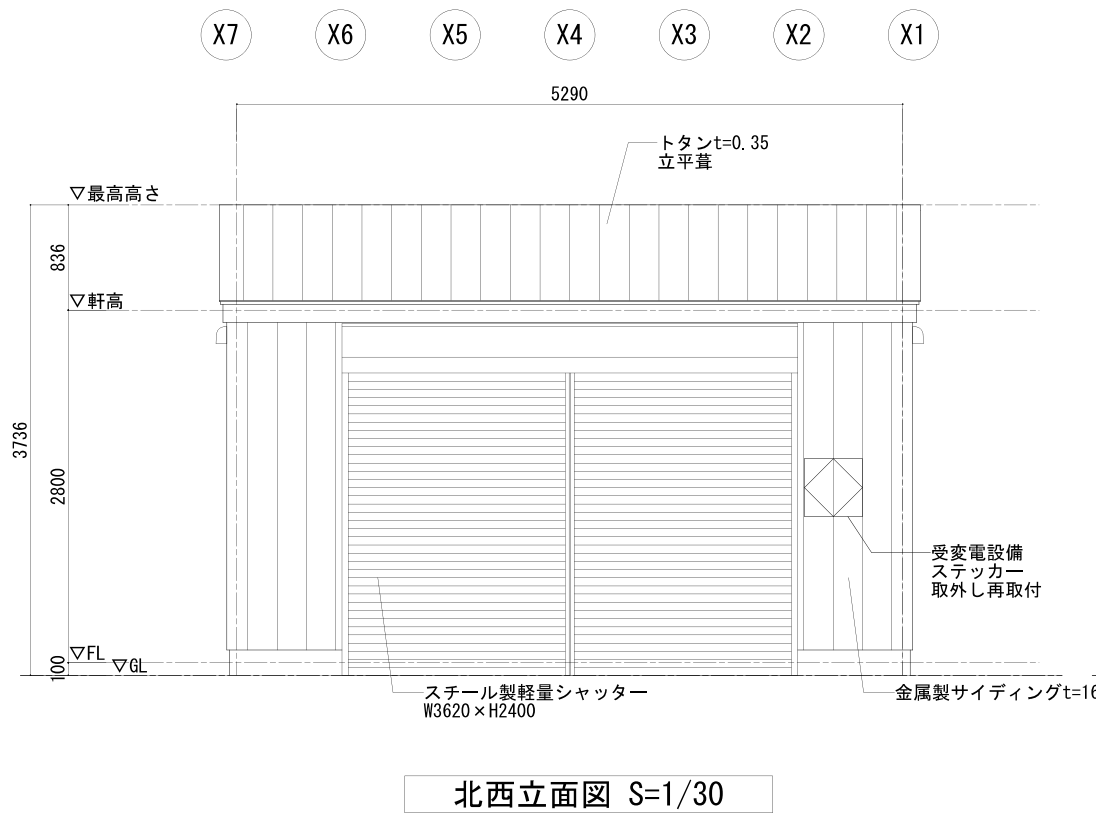 X7 X6 X5 X4 X3 X2 X1
5290
トタンt=0.35
立平葺
▽最高高さ
836
▽軒高
3736
2800
受変電設備
ステッカー
取外し再取付
▽FL
100
▽GL
スチール製軽量シャッター
W3620×H2400
金属製サイディングt=16
北西立面図 S=1/30